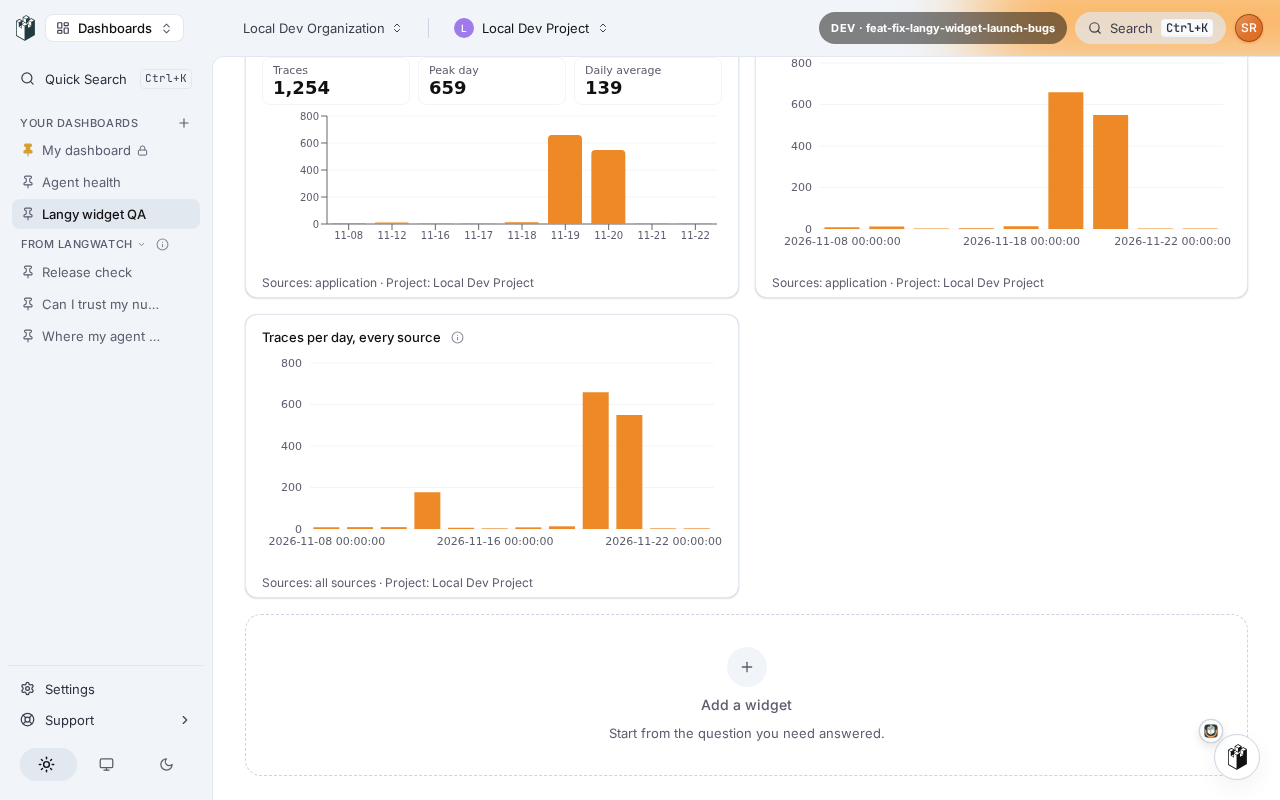 Dashboards
Local Dev Organization
L
Local Dev Project
DEV · feat-fix-langy-widget-launch-bugs
Search
Ctrl+K
SR
Quick Search
Ctrl+K
YOUR DASHBOARDS
My dashboard
Agent health
Langy widget QA
FROM LANGWATCH
Release check
Can I trust my nu...
Where my agent ...
Settings
Support
Traces
1,254
Peak day
659
Daily average
139
800
600
400
200
0
11-08
11-12
11-16
11-17
11-18
11-19
11-20
11-21
11-22
Sources: application · Project: Local Dev Project
800
600
400
200
0
2026-11-08 00:00:00
2026-11-18 00:00:00
2026-11-22 00:00:00
Sources: application · Project: Local Dev Project
Traces per day, every source
800
600
400
200
0
2026-11-08 00:00:00
2026-11-16 00:00:00
2026-11-22 00:00:00
Sources: all sources · Project: Local Dev Project
Add a widget
Start from the question you need answered.